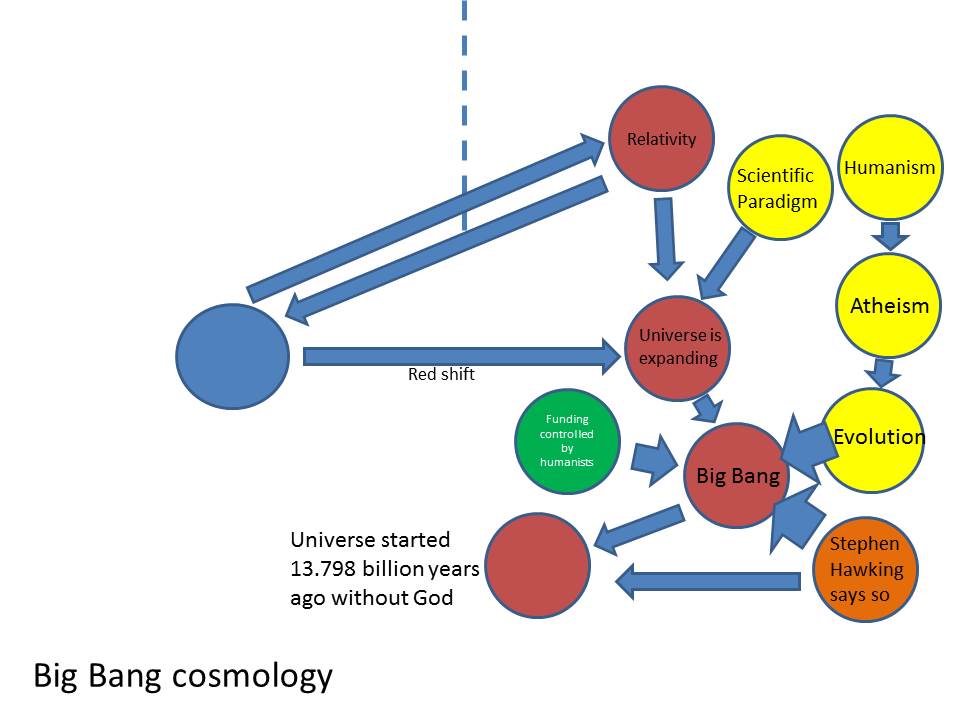 Relativity
Scientific
Paradigm
Humanism
Atheism
Universe is
expanding
Red shift
Funding
controlled
by
humanists
Evolution
Big Bang
Universe started
13.798 billion years
ago without God
Stephen
Hawking
says so
Big Bang cosmology